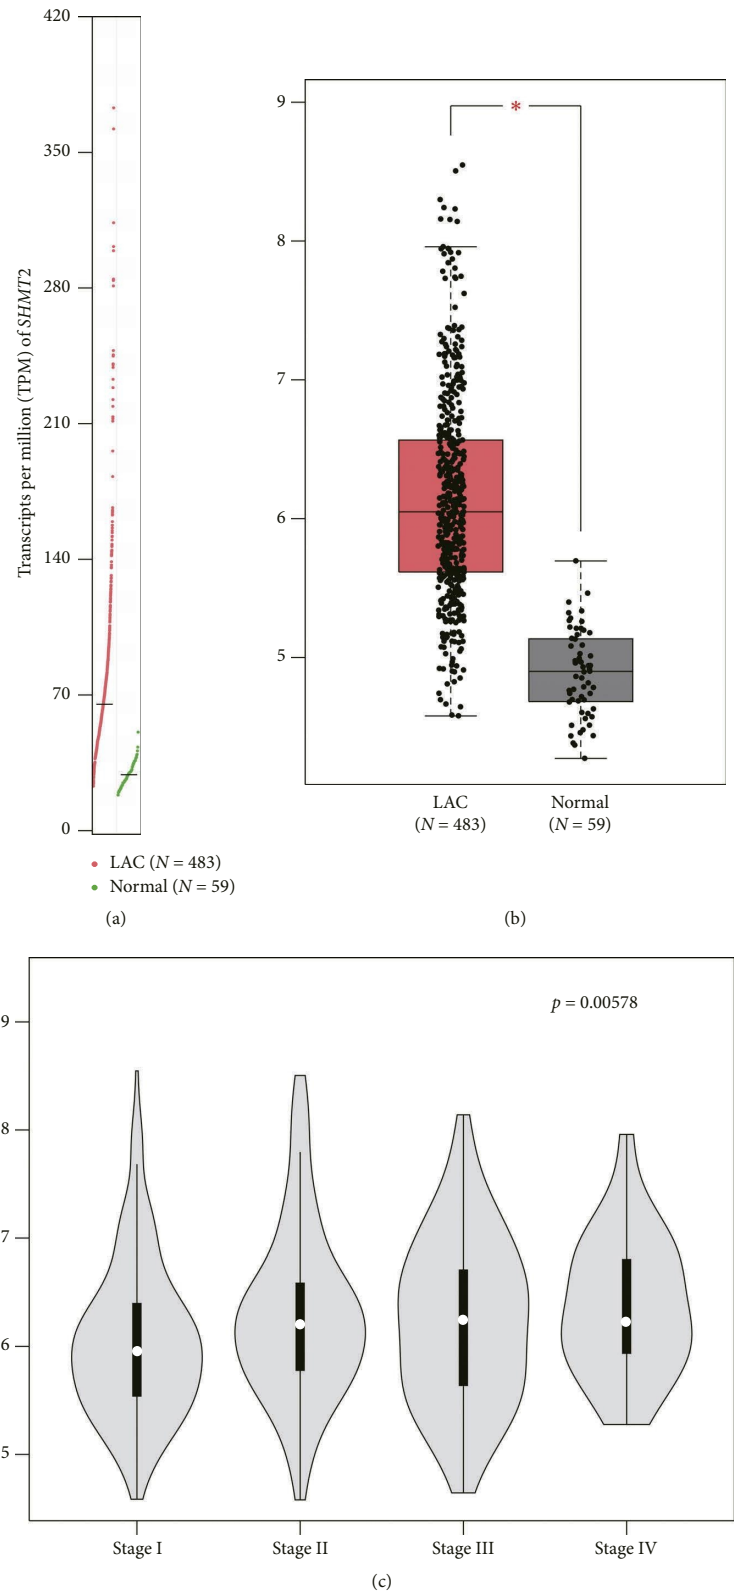 Transcripts per million (TPM) of SHMT2
420
350
280
210
140
70
0
LAC (N = 483)
Normal (N = 59)
(a)
9
8
7
6
5
*
LAC
(N = 483)
Normal
(N = 59)
(b)
p = 0.00578
9
8
7
6
5
Stage I
Stage II
Stage III
Stage IV
(c)